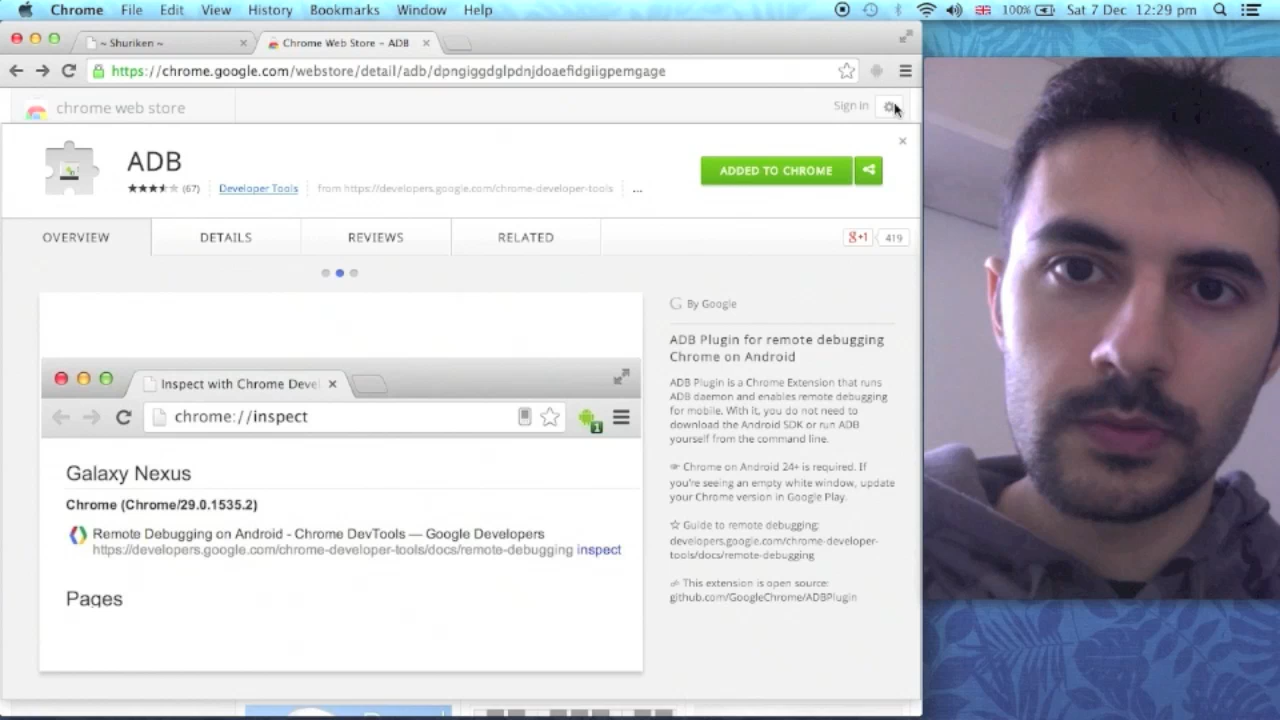 Chrome File Edit View History Bookmarks Window Help 100% Sat 7 Dec 12:29 pm
~ Shuriken ~ Chrome Web Store - ADB
https://chrome.google.com/webstore/detail/adb/dpngiggdglpdnjdoaefidgiigpemgage
chrome web store Sign in
ADB
(67) Developer Tools from https://developers.google.com/chrome-developer-tools ...
ADDED TO CHROME
OVERVIEW DETAILS REVIEWS RELATED g+1 419
Inspect with Chrome Devel
chrome://inspect
1
Galaxy Nexus
Chrome (Chrome/29.0.1535.2)
Remote Debugging on Android - Chrome DevTools — Google Developers
https://developers.google.com/chrome-developer-tools/docs/remote-debugging inspect
Pages
By Google
ADB Plugin for remote debugging
Chrome on Android
ADB Plugin is a Chrome Extension that runs
ADB daemon and enables remote debugging
for mobile. With it, you do not need to
download the Android SDK or run ADB
yourself from the command line.
☞ Chrome on Android 24+ is required. If
you're seeing an empty white window, update
your Chrome version in Google Play.
☆ Guide to remote debugging:
developers.google.com/chrome-developer-
tools/docs/remote-debugging
☍ This extension is open source:
github.com/GoogleChrome/ADBPlugin